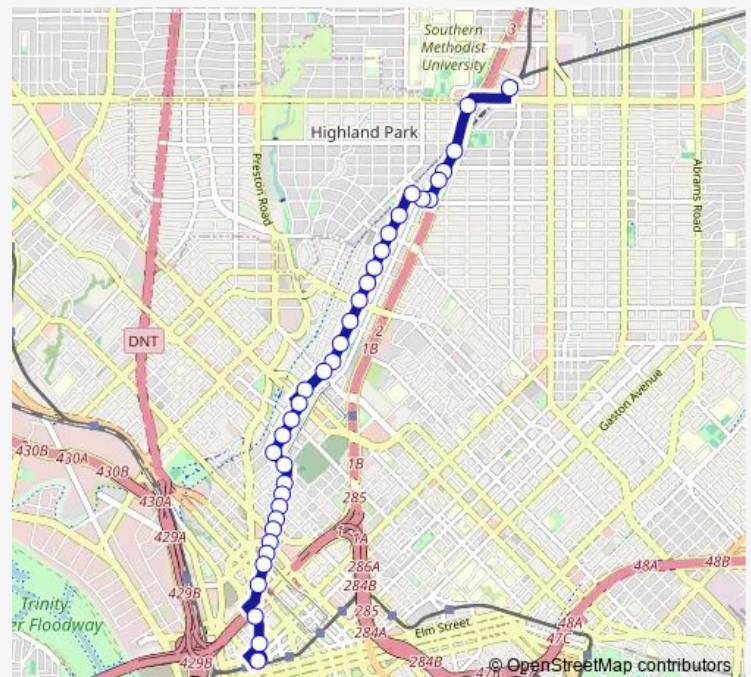 3
Southern
Methodist
University
Highland Park
Preston Road
Abrams Road
2
1B
DNT
Gaston Avenue
430B
430A
430B
430A
1B
285
429A
1A
286A
284B
285
284A
429B
48A
48B
Trinity
er Floodway
Elm Street
48A
47C
429B
284B
© OpenStreetMap contributors